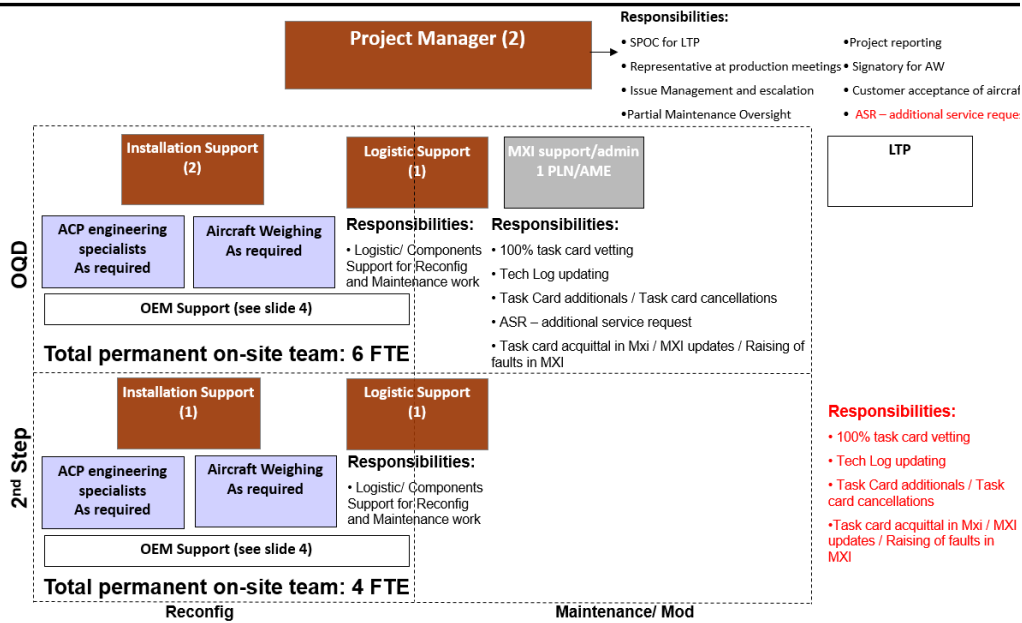 Project Manager (2)
Responsibilities:
• SPOC for LTP
• Representative at production meetings
• Issue Management and escalation
•Partial Maintenance Oversight
•Project reporting
• Signatory for AW
• Customer acceptance of aircraf
• ASR – additional service reques
OQD
Installation Support
(2)
Logistic Support
(1)
MXI support/admin
1 PLN/AME
LTP
ACP engineering
specialists
As required
Aircraft Weighing
As required
OEM Support (see slide 4)
Total permanent on-site team: 6 FTE
Responsibilities:
• Logistic/ Components
Support for Reconfig
and Maintenance work
Responsibilities:
• 100% task card vetting
• Tech Log updating
• Task Card additionals / Task card cancellations
• ASR – additional service request
• Task card acquittal in Mxi / MXI updates / Raising of
faults in MXI
2nd Step
Installation Support
(1)
Logistic Support
(1)
ACP engineering
specialists
As required
Aircraft Weighing
As required
OEM Support (see slide 4)
Total permanent on-site team: 4 FTE
Responsibilities:
• Logistic/ Components
Support for Reconfig
and Maintenance work
Responsibilities:
• 100% task card vetting
• Tech Log updating
• Task Card additionals / Task
card cancellations
•Task card acquittal in Mxi / MXI
updates / Raising of faults in
MXI
Reconfig
Maintenance/ Mod